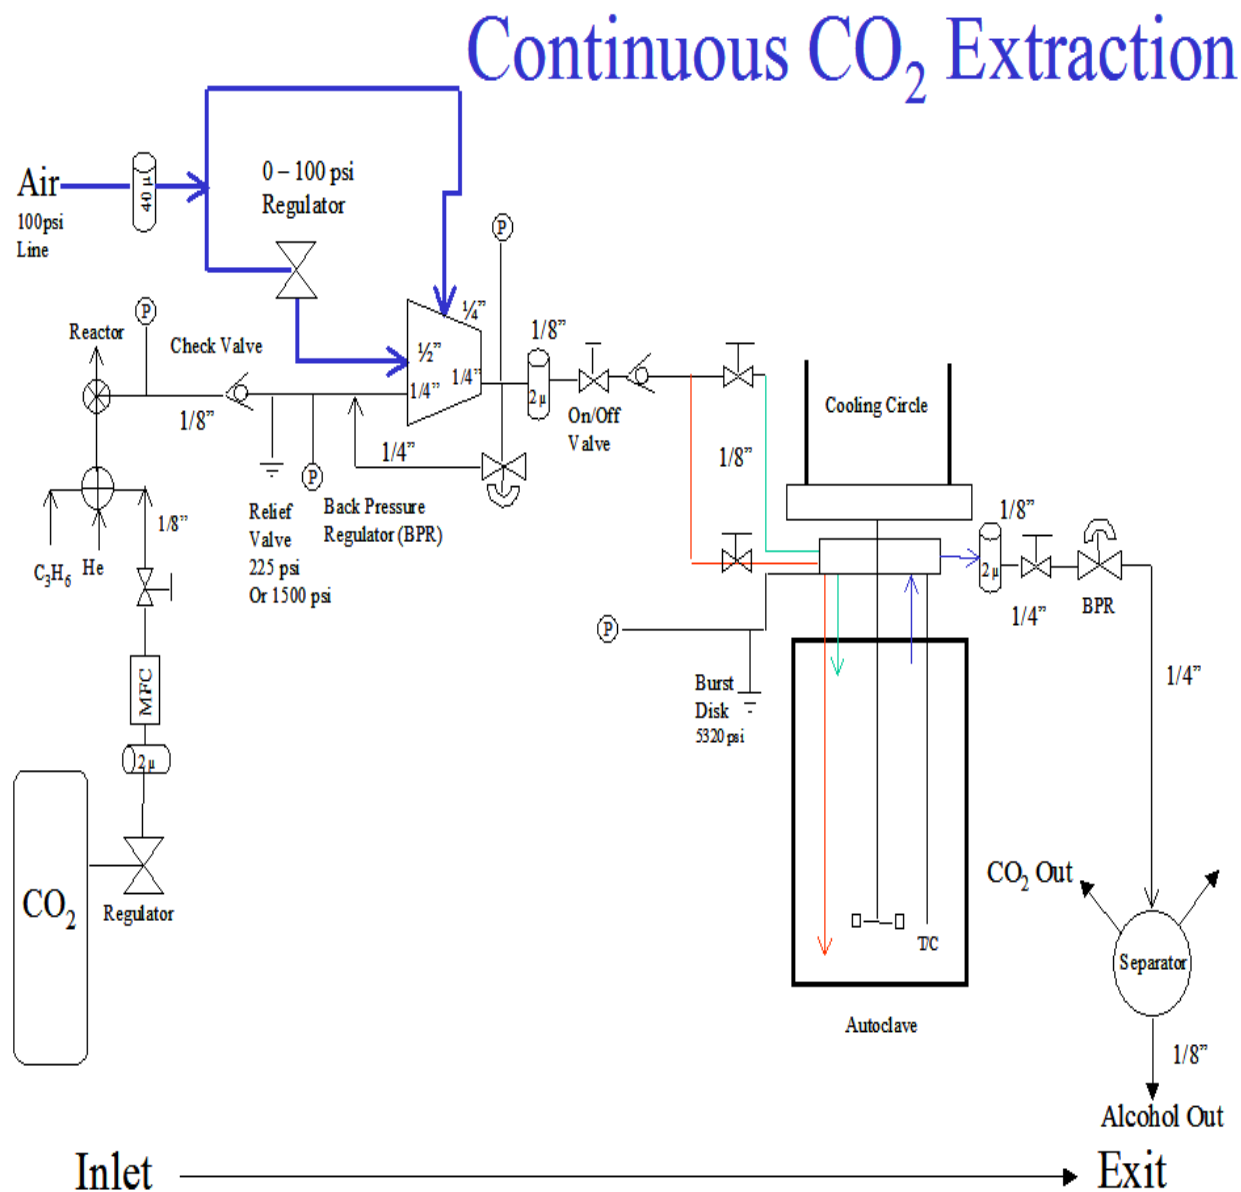 Continuous CO₂ Extraction
Air
100psi
Line
40 μ
0 – 100 psi
Regulator
P
P
Reactor
Check Valve
1/8”
1/4”
½”
¼”
1/4”
P
1/4”
Relief
Valve
225 psi
Or 1500 psi
Back Pressure
Regulator (BPR)
1/8”
2 μ
On/Off
Valve
1/8”
Cooling Circle
1/8”
2 μ
1/4”
BPR
1/4”
C₃H₆
He
1/8”
MFC
2 μ
CO₂
Regulator
P
Burst
Disk
5320 psi
T/C
Autoclave
CO₂ Out
Separator
1/8”
Alcohol Out
Inlet
Exit